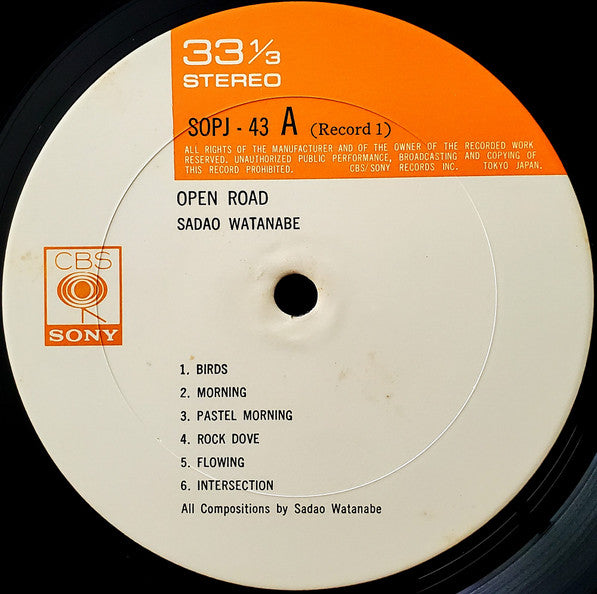 33 1/3
STEREO
SOPJ - 43 A (Record 1)
ALL RIGHTS OF THE MANUFACTURER AND OF THE OWNER OF THE RECORDED WORK
RESERVED. UNAUTHORIZED PUBLIC PERFORMANCE, BROADCASTING AND COPYING OF
THIS RECORD PROHIBITED. CBS/SONY RECORDS INC. TOKYO JAPAN.
OPEN ROAD
SADAO WATANABE
CBS
SONY
1. BIRDS
2. MORNING
3. PASTEL MORNING
4. ROCK DOVE
5. FLOWING
6. INTERSECTION
All Compositions by Sadao Watanabe